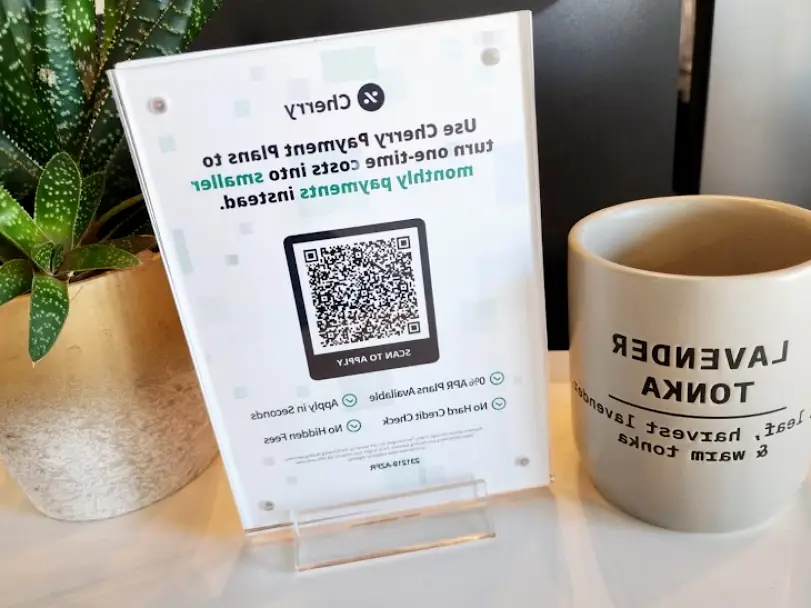 Cherry
Use Cherry Payment Plans to
turn one-time costs into smaller
monthly payments instead.
SCAN TO APPLY
0% APR Plans Available
Apply in Seconds
No Hard Credit Check
No Hidden Fees
231218-AZFR
LAVENDER
TONKA
leaf, harvest lavender
& warm tonka